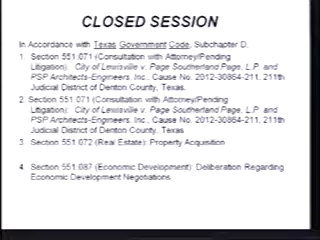 CLOSED SESSION
In Accordance with Texas Government Code, Subchapter D,
1. Section 551.071 (Consultation with Attorney/Pending
Litigation): City of Lewisville v. Page Southerland Page, L.P. and
PSP Architects-Engineers, Inc., Cause No. 2012-30864-211, 211th
Judicial District of Denton County, Texas.
2. Section 551.071 (Consultation with Attorney/Pending
Litigation): City of Lewisville v. Page Southerland Page, L.P. and
PSP Architects-Engineers, Inc., Cause No. 2012-30864-211, 211th
Judicial District of Denton County, Texas
3. Section 551.072 (Real Estate): Property Acquisition
4. Section 551.087 (Economic Development): Deliberation Regarding
Economic Development Negotiations